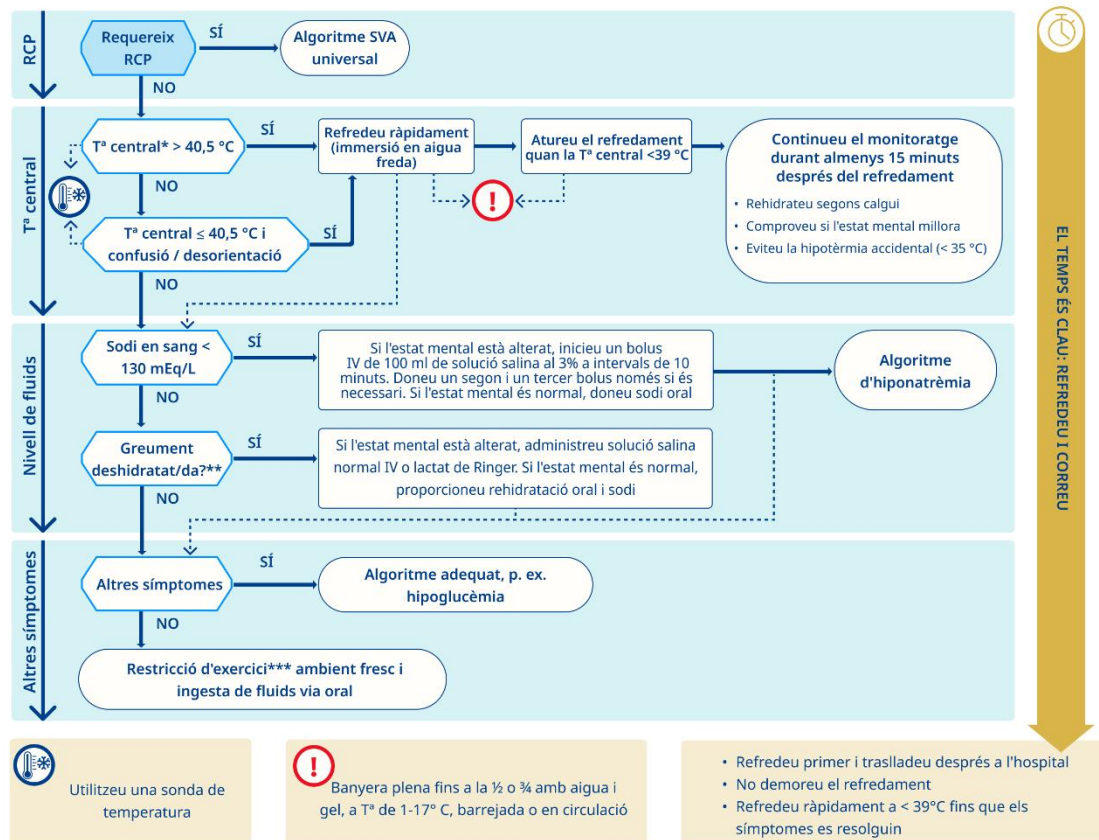 RCP
Requereix
RCP
SÍ
Algoritme SVA
universal
NO
Tª central
Tª central* > 40,5 °C
SÍ
Refredeu ràpidament
(immersió en aigua
freda)
Atureu el refredament
quan la Tª central <39 °C
Continueu el monitoratge
durant almenys 15 minuts
després del refredament
• Rehidrateu segons calgui
• Comproveu si l'estat mental millora
• Eviteu la hipotèrmia accidental (< 35 °C)
NO
!
Tª central ≤ 40,5 °C i
confusió / desorientació
SÍ
NO
Nivell de fluids
Sodi en sang <
130 mEq/L
SÍ
Si l'estat mental està alterat, inicieu un bolus
IV de 100 ml de solució salina al 3% a intervals de 10
minuts. Doneu un segon i un tercer bolus només si és
necessari. Si l'estat mental és normal, doneu sodi oral
Algoritme
d'hiponatrèmia
NO
Greument
deshidratat/da?**
SÍ
Si l'estat mental està alterat, administreu solució salina
normal IV o lactat de Ringer. Si l'estat mental és normal,
proporcioneu rehidratació oral i sodi
NO
Altres símptomes
Altres símptomes
SÍ
Algoritme adequat, p. ex.
hipoglucèmia
NO
Restricció d'exercici*** ambient fresc i
ingesta de fluids via oral
EL TEMPS ÉS CLAU: REFREDEU I CORREU
Utilitzeu una sonda de
temperatura
!
Banyera plena fins a la ½ o ¾ amb aigua i
gel, a Tª de 1-17° C, barrejada o en circulació
• Refredeu primer i traslladeu després a l'hospital
• No demoreu el refredament
• Refredeu ràpidament a < 39°C fins que els
símptomes es resolguin